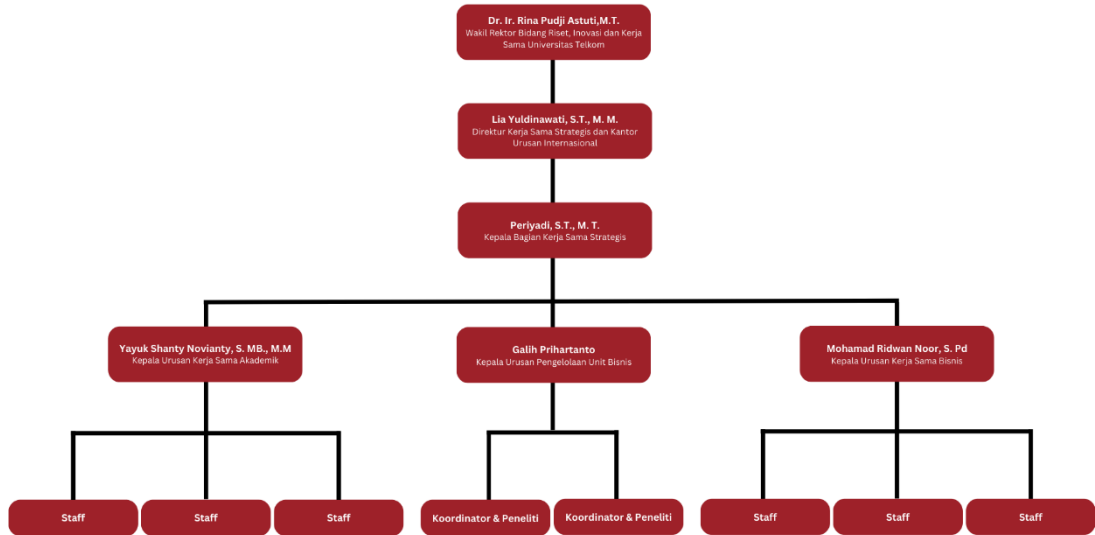 Dr. Ir. Rina Pudji Astuti,M.T.
Wakil Rektor Bidang Riset, Inovasi dan Kerja
Sama Universitas Telkom
Lia Yuldinawati, S.T., M. M.
Direktur Kerja Sama Strategis dan Kantor
Urusan Internasional
Periyadi, S.T., M. T.
Kepala Bagian Kerja Sama Strategis
Yayuk Shanty Novianty, S. MB., M.M
Kepala Urusan Kerja Sama Akademik
Galih Prihartanto
Kepala Urusan Pengelolaan Unit Bisnis
Mohamad Ridwan Noor, S. Pd
Kepala Urusan Kerja Sama Bisnis
Staff
Staff
Staff
Koordinator & Peneliti
Koordinator & Peneliti
Staff
Staff
Staff